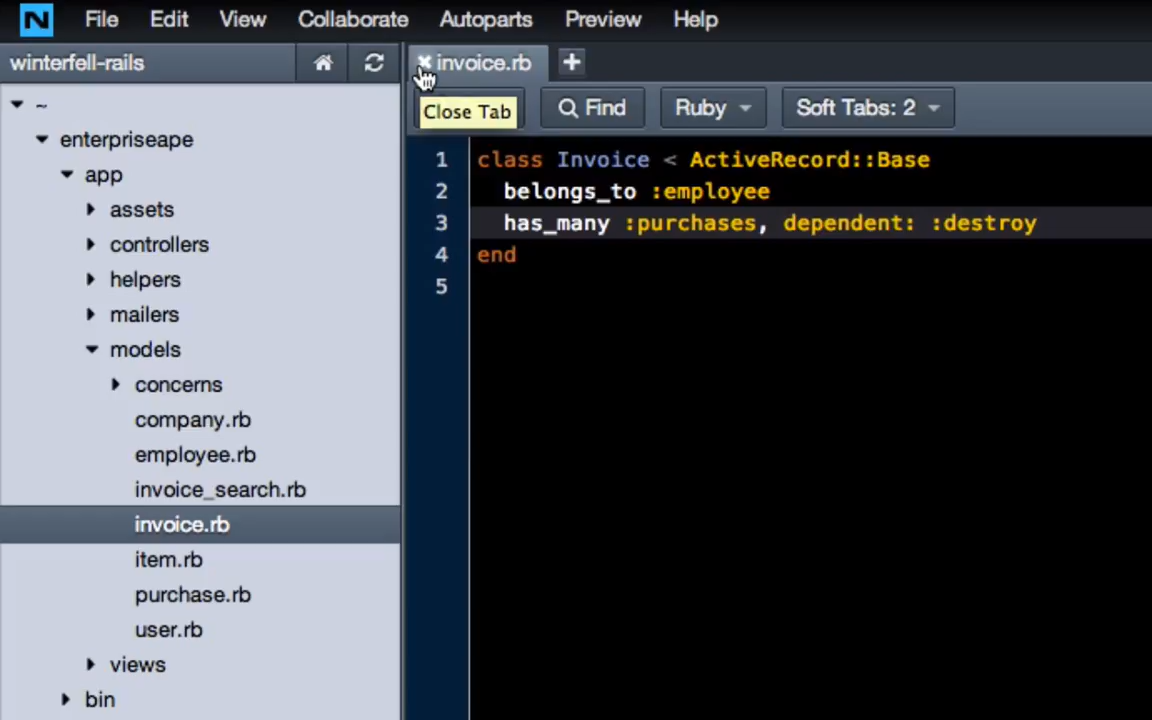 N File Edit View Collaborate Autoparts Preview Help
winterfell-rails
invoice.rb
Close Tab
Find Ruby Soft Tabs: 2
~
enterpriseape
app
assets
controllers
helpers
mailers
models
concerns
company.rb
employee.rb
invoice_search.rb
invoice.rb
item.rb
purchase.rb
user.rb
views
bin
1 class Invoice < ActiveRecord::Base
2 belongs_to :employee
3 has_many :purchases, dependent: :destroy
4 end
5